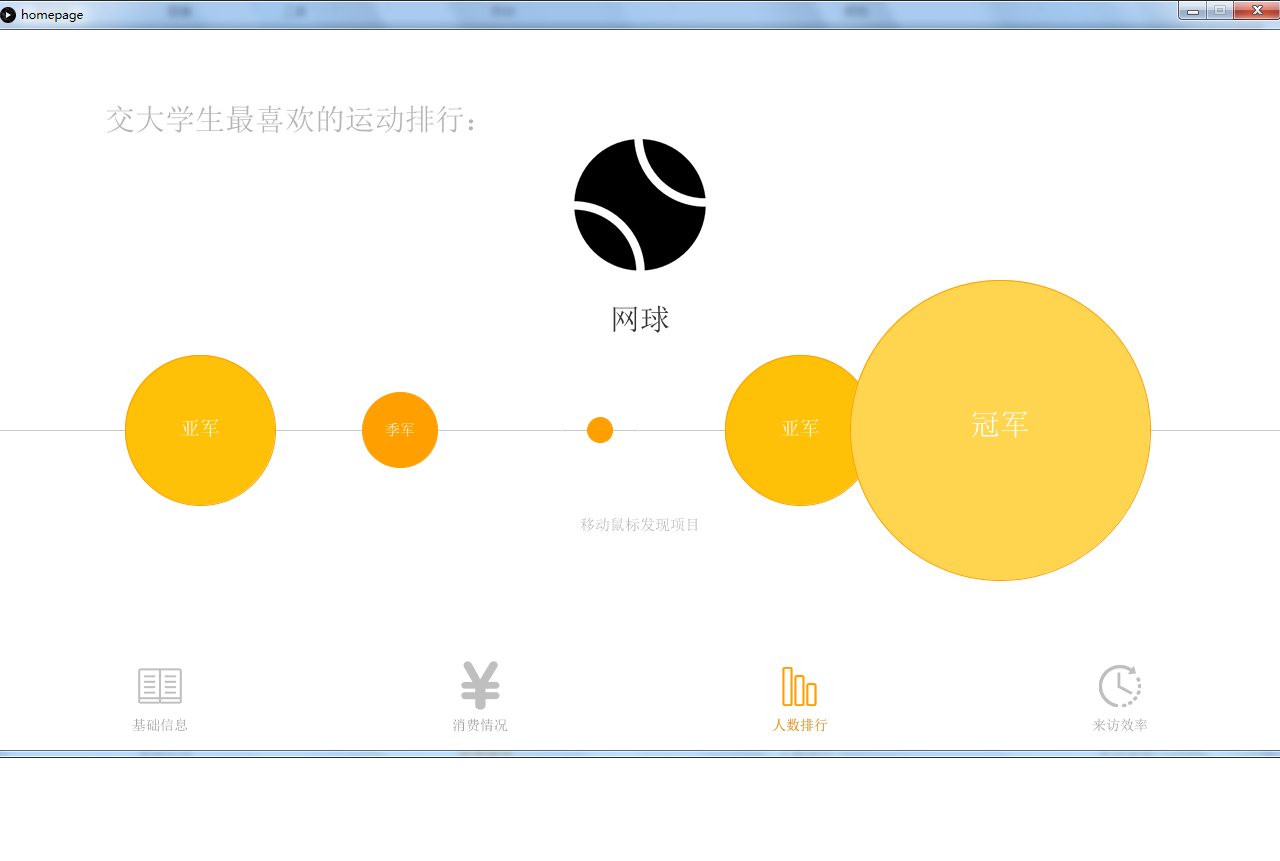 homepage
交大学生最喜欢的运动排行：
网球
亚军
季军
亚军
冠军
移动鼠标发现项目
基础信息
消费情况
人数排行
来访效率